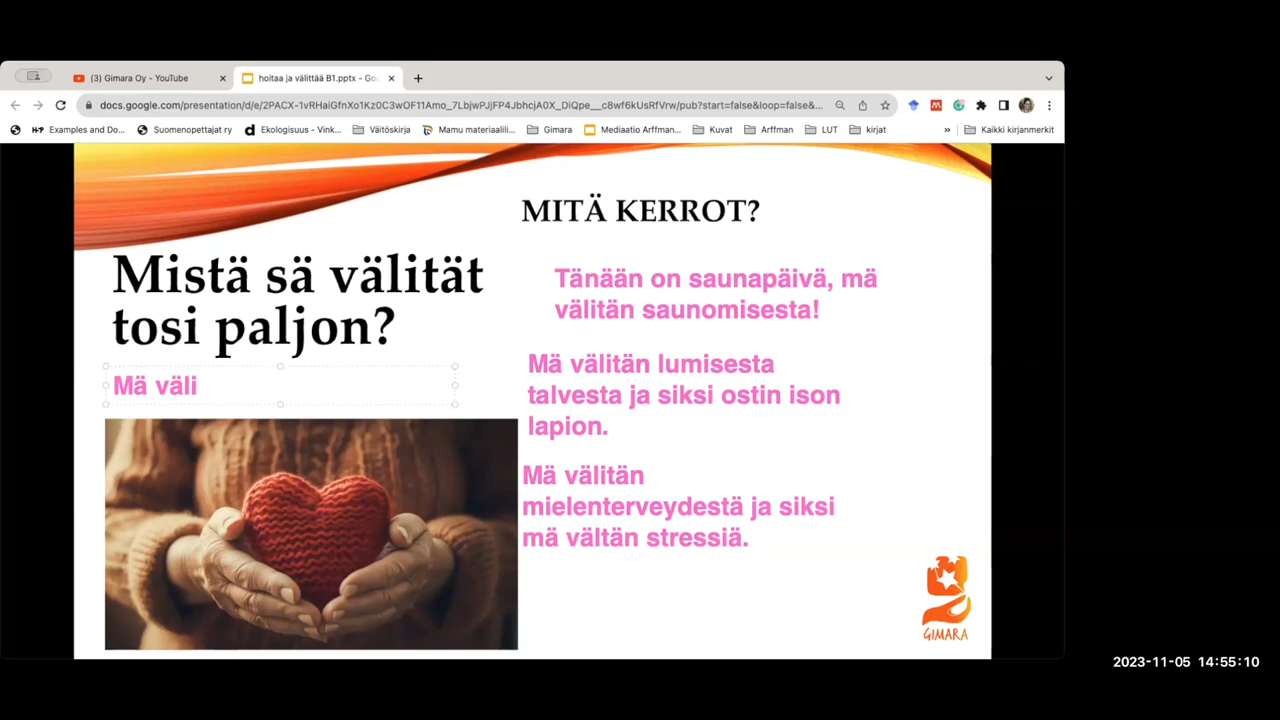 (3) Gimara Oy - YouTube
hoitaa ja välittää B1.pptx - Goo
docs.google.com/presentation/d/e/2PACX-1vRHaiGfnXo1Kz0C3wOF11Amo_7LbjwPJjFP4JbhcjA0X_DiQpe__c8wf6kUsRfVrw/pub?start=false&loop=false&...
Examples and Do...
Suomenopettajat ry
Ekologisuus - Vink...
Väitöskirja
Mamu materiaalili...
Gimara
Mediaatio Arffman...
Kuvat
Arffman
LUT
kirjat
»
Kaikki kirjanmerkit
MITÄ KERROT?
Mistä sä välität
tosi paljon?
Mä väli
Tänään on saunapäivä, mä
välitän saunomisesta!
Mä välitän lumisesta
talvesta ja siksi ostin ison
lapion.
Mä välitän
mielenterveydestä ja siksi
mä vältän stressiä.
GIMARA
2023-11-05 14:55:10